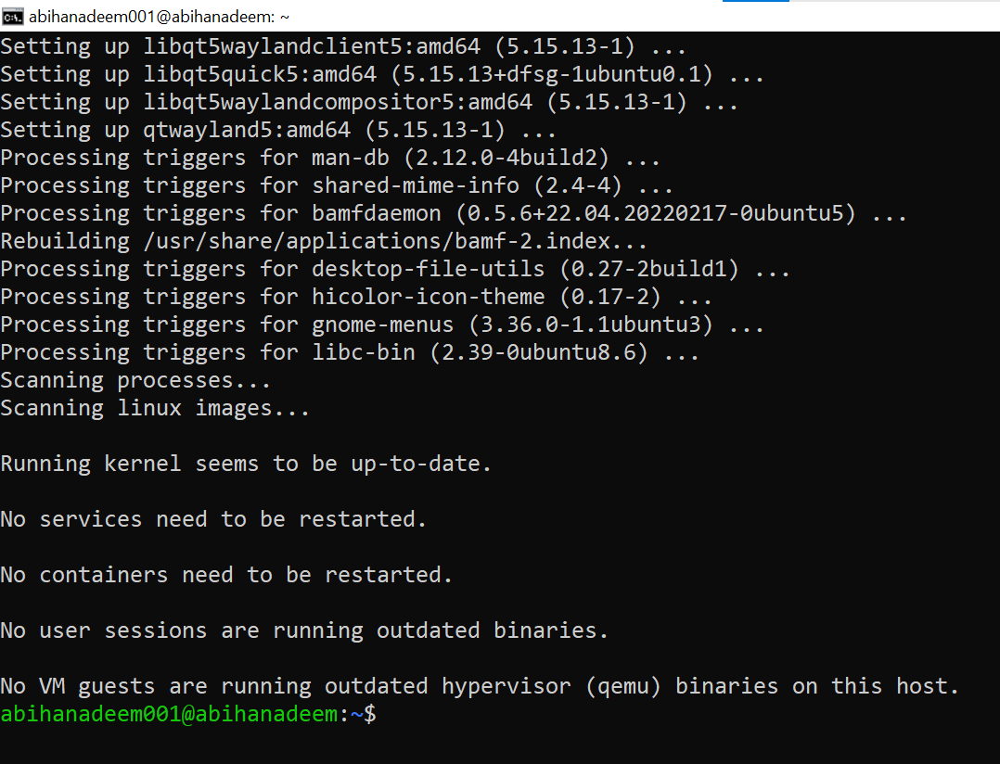 abihanadeem001@abihanadeem: ~
Setting up libqt5waylandclient5:amd64 (5.15.13-1) ...
Setting up libqt5quick5:amd64 (5.15.13+dfsg-1ubuntu0.1) ...
Setting up libqt5waylandcompositor5:amd64 (5.15.13-1) ...
Setting up qtwayland5:amd64 (5.15.13-1) ...
Processing triggers for man-db (2.12.0-4build2) ...
Processing triggers for shared-mime-info (2.4-4) ...
Processing triggers for bamfdaemon (0.5.6+22.04.20220217-0ubuntu5) ...
Rebuilding /usr/share/applications/bamf-2.index...
Processing triggers for desktop-file-utils (0.27-2build1) ...
Processing triggers for hicolor-icon-theme (0.17-2) ...
Processing triggers for gnome-menus (3.36.0-1.1ubuntu3) ...
Processing triggers for libc-bin (2.39-0ubuntu8.6) ...
Scanning processes...
Scanning linux images...
Running kernel seems to be up-to-date.
No services need to be restarted.
No containers need to be restarted.
No user sessions are running outdated binaries.
No VM guests are running outdated hypervisor (qemu) binaries on this host.
abihanadeem001@abihanadeem:~$